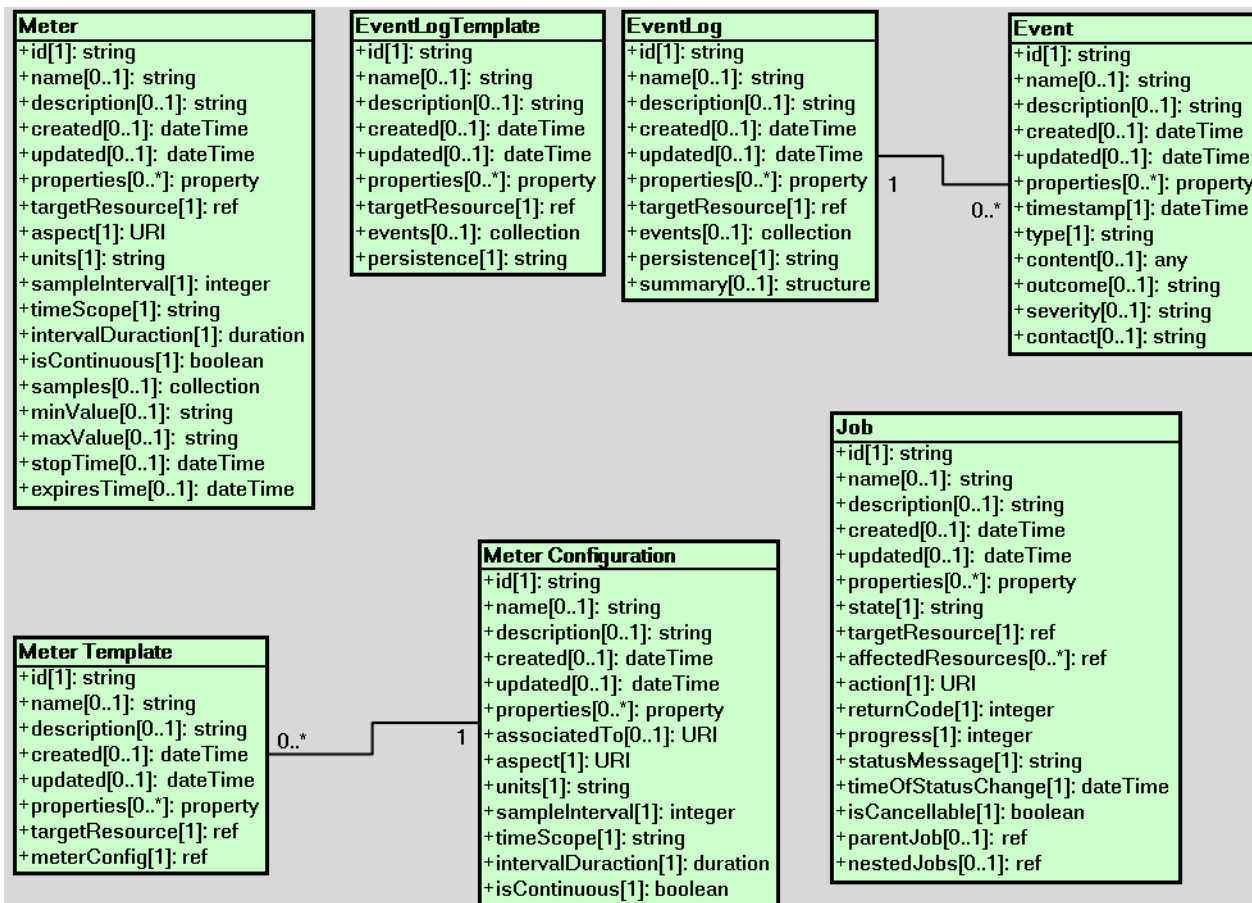 Meter
+id[1]: string
+name[0..1]: string
+description[0..1]: string
+created[0..1]: dateTime
+updated[0..1]: dateTime
+properties[0..*]: property
+targetResource[1]: ref
+aspect[1]: URI
+units[1]: string
+sampleInterval[1]: integer
+timeScope[1]: string
+intervalDuraction[1]: duration
+isContinuous[1]: boolean
+samples[0..1]: collection
+minValue[0..1]: string
+maxValue[0..1]: string
+stopTime[0..1]: dateTime
+expiresTime[0..1]: dateTime
EventLogTemplate
+id[1]: string
+name[0..1]: string
+description[0..1]: string
+created[0..1]: dateTime
+updated[0..1]: dateTime
+properties[0..*]: property
+targetResource[1]: ref
+events[0..1]: collection
+persistence[1]: string
EventLog
+id[1]: string
+name[0..1]: string
+description[0..1]: string
+created[0..1]: dateTime
+updated[0..1]: dateTime
+properties[0..*]: property
+targetResource[1]: ref
+events[0..1]: collection
+persistence[1]: string
+summary[0..1]: structure
1
0..*
Event
+id[1]: string
+name[0..1]: string
+description[0..1]: string
+created[0..1]: dateTime
+updated[0..1]: dateTime
+properties[0..*]: property
+timestamp[1]: dateTime
+type[1]: string
+content[0..1]: any
+outcome[0..1]: string
+severity[0..1]: string
+contact[0..1]: string
Meter Template
+id[1]: string
+name[0..1]: string
+description[0..1]: string
+created[0..1]: dateTime
+updated[0..1]: dateTime
+properties[0..*]: property
+targetResource[1]: ref
+meterConfig[1]: ref
0..*
1
Meter Configuration
+id[1]: string
+name[0..1]: string
+description[0..1]: string
+created[0..1]: dateTime
+updated[0..1]: dateTime
+properties[0..*]: property
+associatedTo[0..1]: URI
+aspect[1]: URI
+units[1]: string
+sampleInterval[1]: integer
+timeScope[1]: string
+intervalDuraction[1]: duration
+isContinuous[1]: boolean
Job
+id[1]: string
+name[0..1]: string
+description[0..1]: string
+created[0..1]: dateTime
+updated[0..1]: dateTime
+properties[0..*]: property
+state[1]: string
+targetResource[1]: ref
+affectedResources[0..*]: ref
+action[1]: URI
+returnCode[1]: integer
+progress[1]: integer
+statusMessage[1]: string
+timeOfStatusChange[1]: dateTime
+isCancellable[1]: boolean
+parentJob[0..1]: ref
+nestedJobs[0..1]: ref